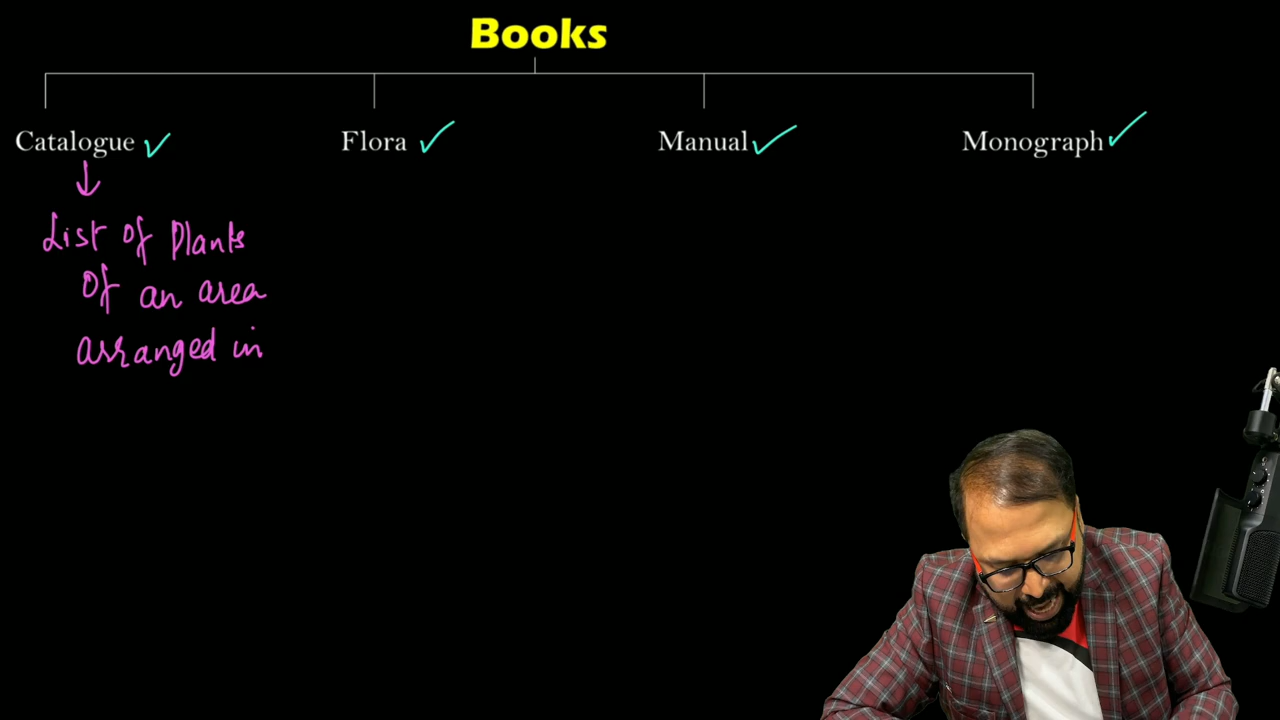 Books
Catalogue Flora Manual Monograph
List of Plants
Of an area
arranged in